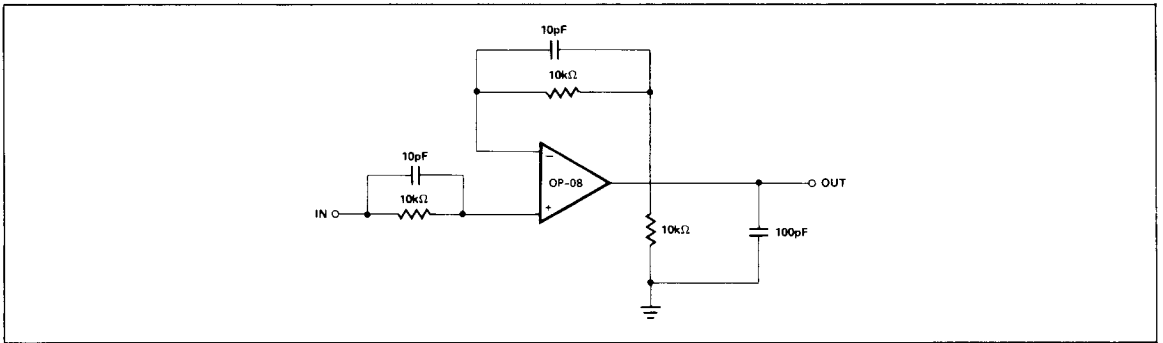 10pF
10kΩ
10pF
10kΩ
IN
−
OP-08
+
OUT
10kΩ
100pF